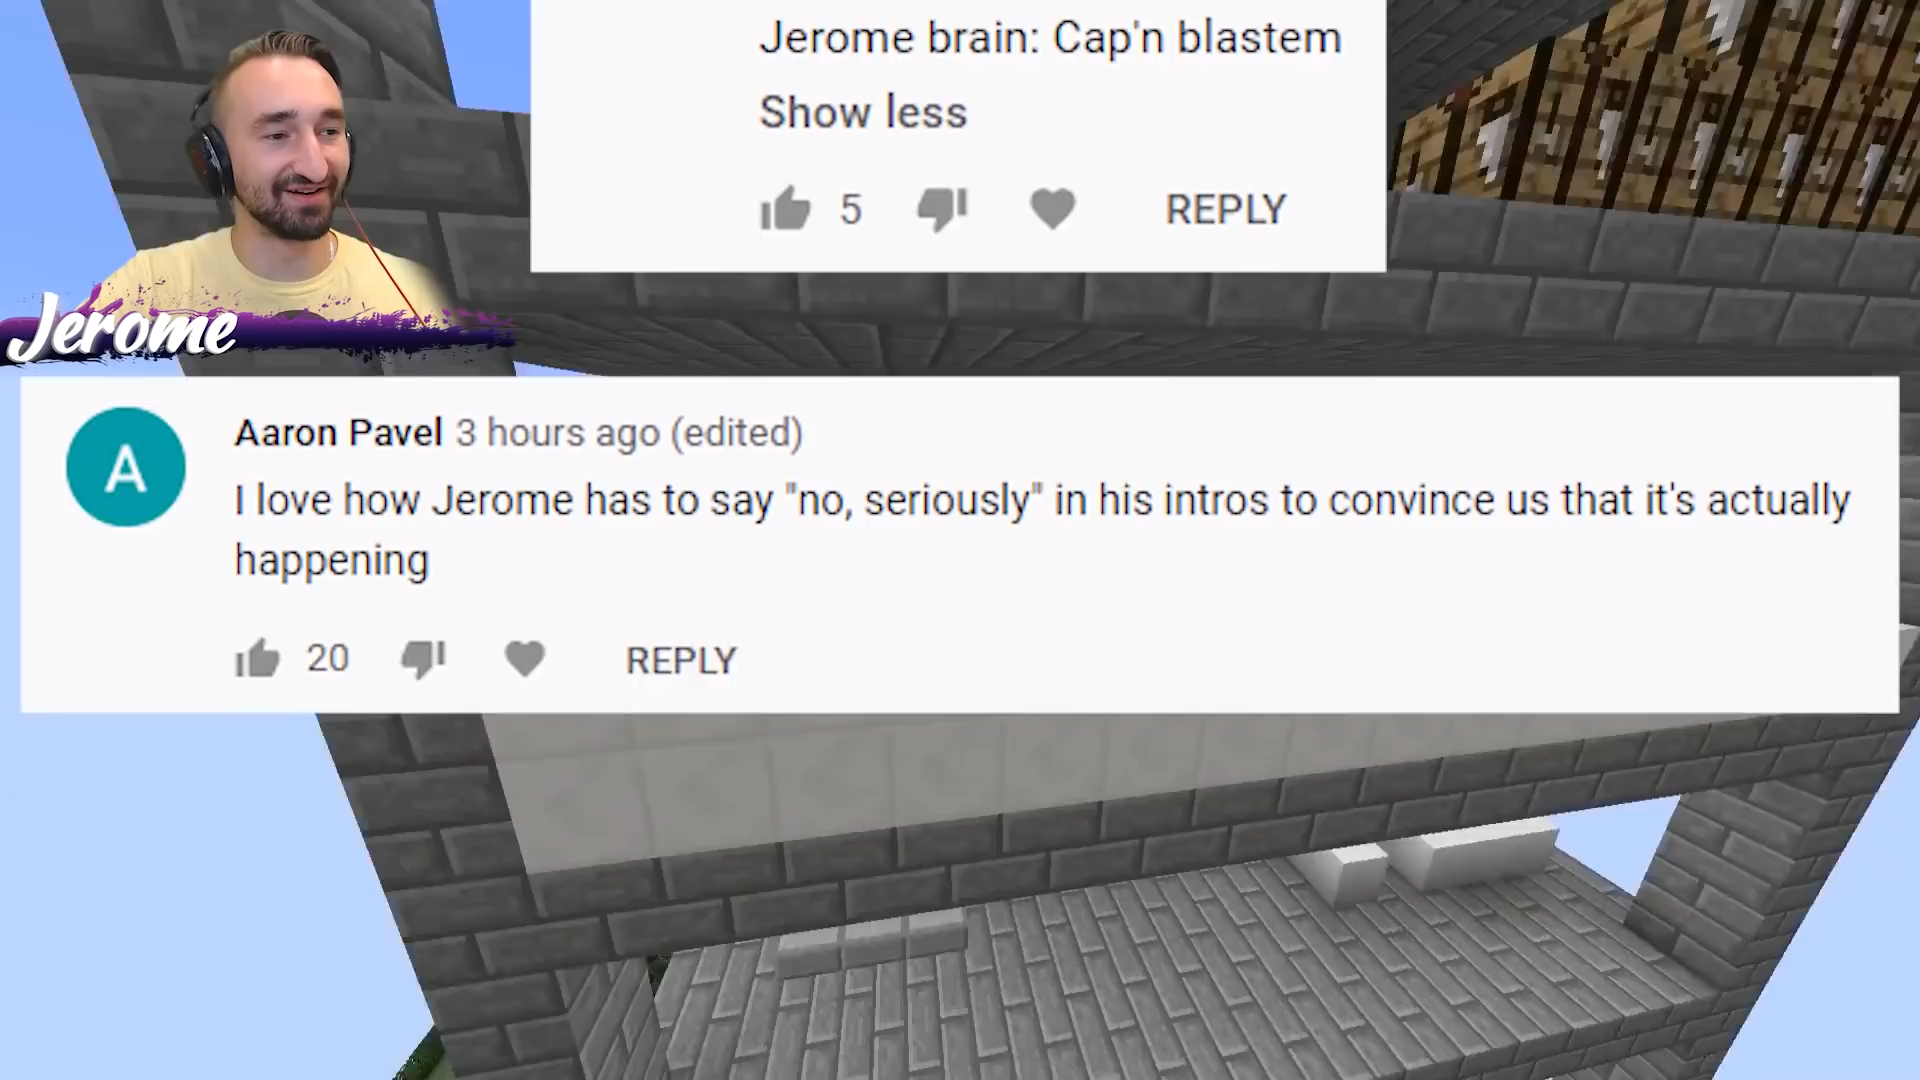 Jerome brain: Cap'n blastem
Show less
5
REPLY
Jerome
A
Aaron Pavel 3 hours ago (edited)
I love how Jerome has to say "no, seriously" in his intros to convince us that it's actually
happening
20
REPLY